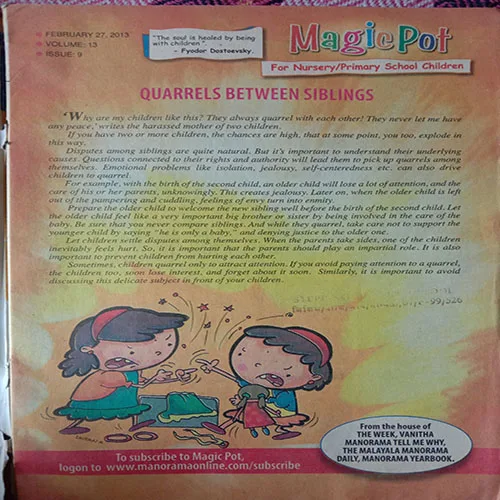 FEBRUARY 27, 2013
VOLUME: 13
ISSUE: 9
"The soul is healed by being
with children".
- Fyodor Dostoevsky.
Magic Pot
For Nursery/Primary School Children
QUARRELS BETWEEN SIBLINGS
'Why are my children like this? They always quarrel with each other! They never let me have
any peace,' writes the harassed mother of two children.
If you have two or more children, the chances are high, that at some point, you too, explode in
this way.
Disputes among siblings are quite natural. But it's important to understand their underlying
causes. Questions connected to their rights and authority will lead them to pick up quarrels among
themselves. Emotional problems like isolation, jealousy, self-centeredness etc. can also drive
children to quarrel.
For example, with the birth of the second child, an older child will lose a lot of attention, and the
care of his or her parents, unknowingly. This creates jealousy. Later on, when the older child is left
out of the pampering and cuddling, feelings of envy turn into enmity.
Prepare the older child to welcome the new sibling well before the birth of the second child. Let
the older child feel like a very important big brother or sister by being involved in the care of the
baby. Be sure that you never compare siblings. And while they quarrel, take care not to support the
younger child by saying "he is only a baby," and denying justice to the older one.
Let children settle disputes among themselves. When the parents take sides, one of the children
inevitably feels hurt. So, it is important that the parents should play an impartial role. It is also
important to prevent children from hurting each other.
Sometimes, children quarrel only to attract attention. If you avoid paying attention to a quarrel,
the children too, soon lose interest, and forget about it soon. Similarly, it is important to avoid
discussing this delicate subject in front of your children.
From the house of
THE WEEK, VANITHA
MANORAMA TELL ME WHY,
THE MALAYALA MANORAMA
DAILY, MANORAMA YEARBOOK.
To subscribe to Magic Pot,
logon to www.manoramaonline.com/subscribe